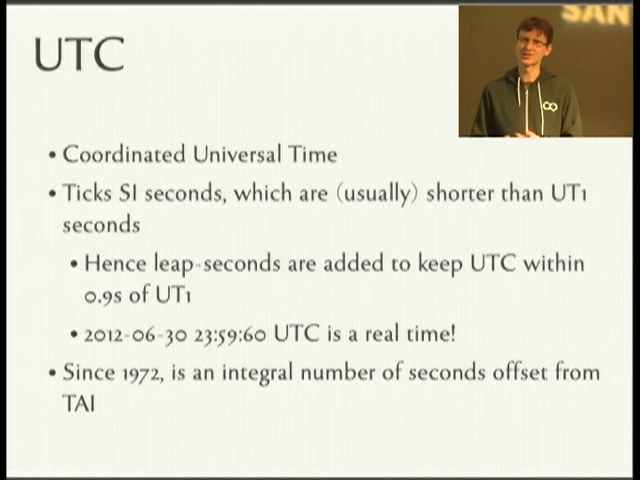 SAN
UTC
• Coordinated Universal Time
• Ticks SI seconds, which are (usually) shorter than UT1
seconds
• Hence leap-seconds are added to keep UTC within
0.9s of UT1
• 2012-06-30 23:59:60 UTC is a real time!
• Since 1972, is an integral number of seconds offset from
TAI